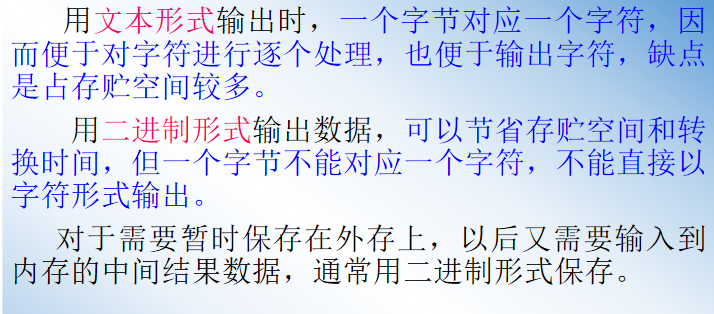 用文本形式输出时，一个字节对应一个字符，因
而便于对字符进行逐个处理，也便于输出字符，缺点
是占存贮空间较多。
用二进制形式输出数据，可以节省存贮空间和转
换时间，但一个字节不能对应一个字符，不能直接以
字符形式输出。
对于需要暂时保存在外存上，以后又需要输入到
内存的中间结果数据，通常用二进制形式保存。